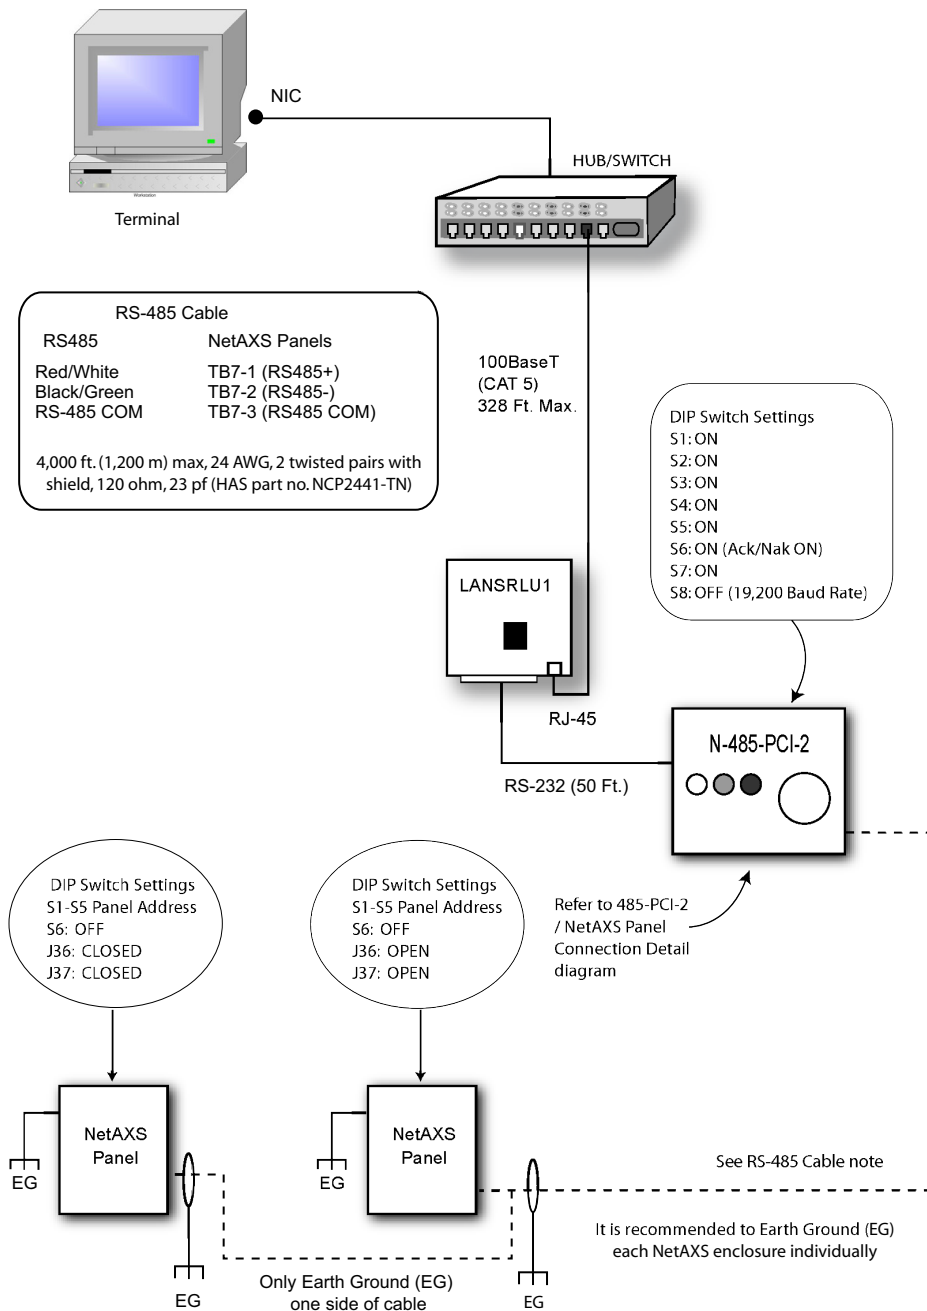 NIC
HUB/SWITCH
Workstation
Terminal
RS-485 Cable
RS485 NetAXS Panels
Red/White TB7-1 (RS485+)
Black/Green TB7-2 (RS485-)
RS-485 COM TB7-3 (RS485 COM)
4,000 ft. (1,200 m) max, 24 AWG, 2 twisted pairs with
shield, 120 ohm, 23 pf (HAS part no. NCP2441-TN)
100BaseT
(CAT 5)
328 Ft. Max.
DIP Switch Settings
S1: ON
S2: ON
S3: ON
S4: ON
S5: ON
S6: ON (Ack/Nak ON)
S7: ON
S8: OFF (19,200 Baud Rate)
LANSRLU1
RJ-45
N-485-PCI-2
RS-232 (50 Ft.)
DIP Switch Settings
S1-S5 Panel Address
S6: OFF
J36: CLOSED
J37: CLOSED
DIP Switch Settings
S1-S5 Panel Address
S6: OFF
J36: OPEN
J37: OPEN
Refer to 485-PCI-2
/ NetAXS Panel
Connection Detail
diagram
NetAXS
Panel
EG
EG
NetAXS
Panel
EG
EG
See RS-485 Cable note
It is recommended to Earth Ground (EG)
each NetAXS enclosure individually
Only Earth Ground (EG)
one side of cable